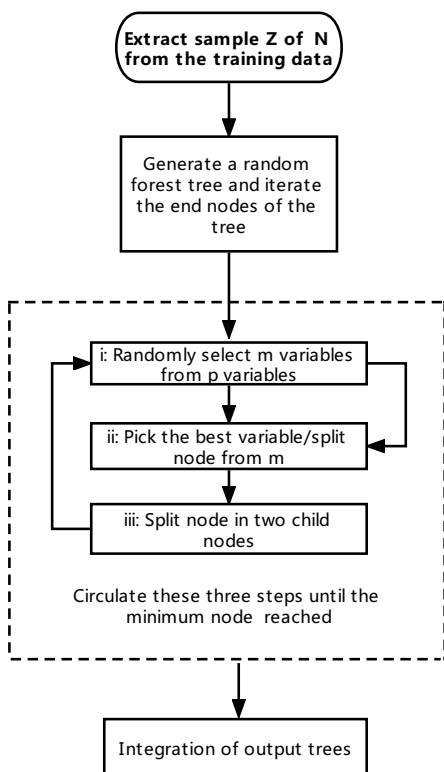 Extract sample Z of N
from the training data
Generate a random
forest tree and iterate
the end nodes of the
tree
i: Randomly select m variables
from p variables
ii: Pick the best variable/split
node from m
iii: Split node in two child
nodes
Circulate these three steps until the
minimum node reached
Integration of output trees